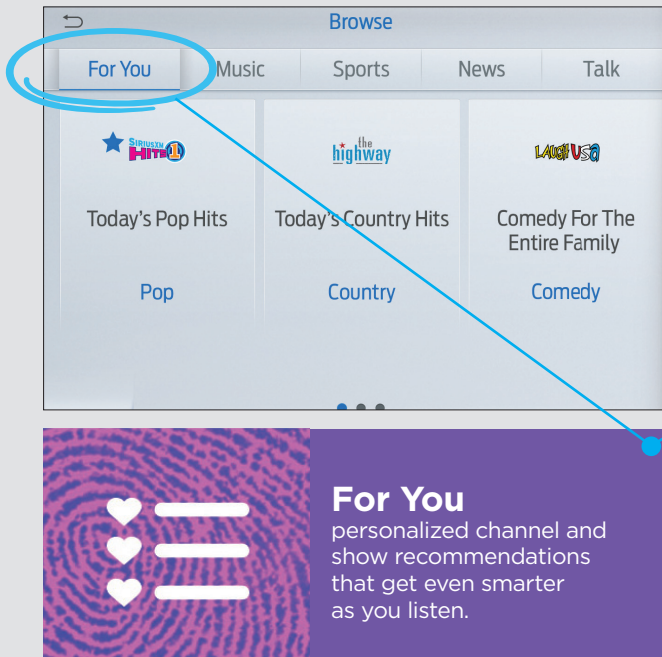 Browse
For You Music Sports News Talk
SIRIUSXM
HITS 1
the
highway
LAUGH USA
Today's Pop Hits
Today's Country Hits
Comedy For The
Entire Family
Pop
Country
Comedy
For You
personalized channel and
show recommendations
that get even smarter
as you listen.